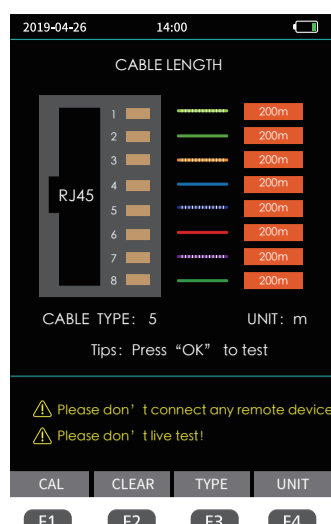 2019-04-26 14:00
CABLE LENGTH
1 200m
2 200m
3 200m
4 200m
RJ45
5 200m
6 200m
7 200m
8 200m
CABLE TYPE: 5 UNIT: m
Tips: Press “OK” to test
Please don’t connect any remote device
Please don’t live test!
CAL CLEAR TYPE UNIT
F1 F2 F3 F4